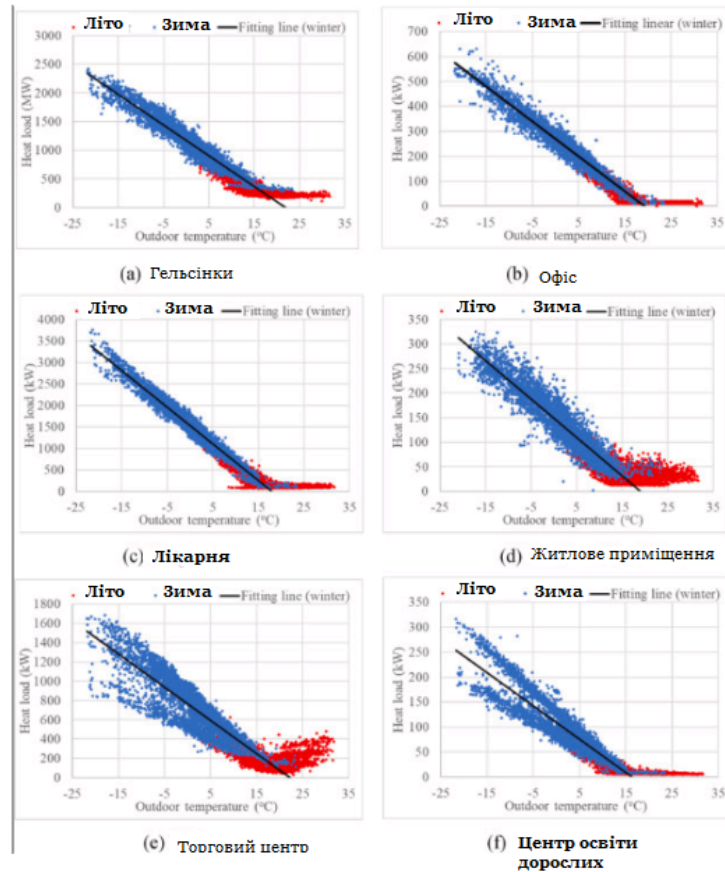 Літо Зима Fitting line (winter)
3000
2500
2000
1500
1000
500
0
Heat load (MW)
-25 -15 -5 5 15 25 35
Outdoor temperature (°C)
(a) Гельсінки
Літо Зима Fitting linear (winter)
700
600
500
400
300
200
100
0
Heat load (kW)
-25 -15 -5 5 15 25 35
Outdoor temperature (°C)
(b) Офіс
Літо Зима Fitting line (winter)
4000
3500
3000
2500
2000
1500
1000
500
0
Heat load (kW)
-25 -15 -5 5 15 25 35
Outdoor temperature (°C)
(c) Лікарня
Літо Зима Fitting line (winter)
350
300
250
200
150
100
50
0
Heat load (kW)
-25 -15 -5 5 15 25 35
Outdoor temperature (°C)
(d) Житлове приміщення
Літо Зима Fitting line (winter)
1800
1600
1400
1200
1000
800
600
400
200
0
Heat load (kW)
-25 -15 -5 5 15 25 35
Outdoor temperature (°C)
(e) Торговий центр
Літо Зима Fitting line (winter)
350
300
250
200
150
100
50
0
Heat load (kW)
-25 -15 -5 5 15 25 35
Outdoor temperature (°C)
(f) Центр освіти
дорослих